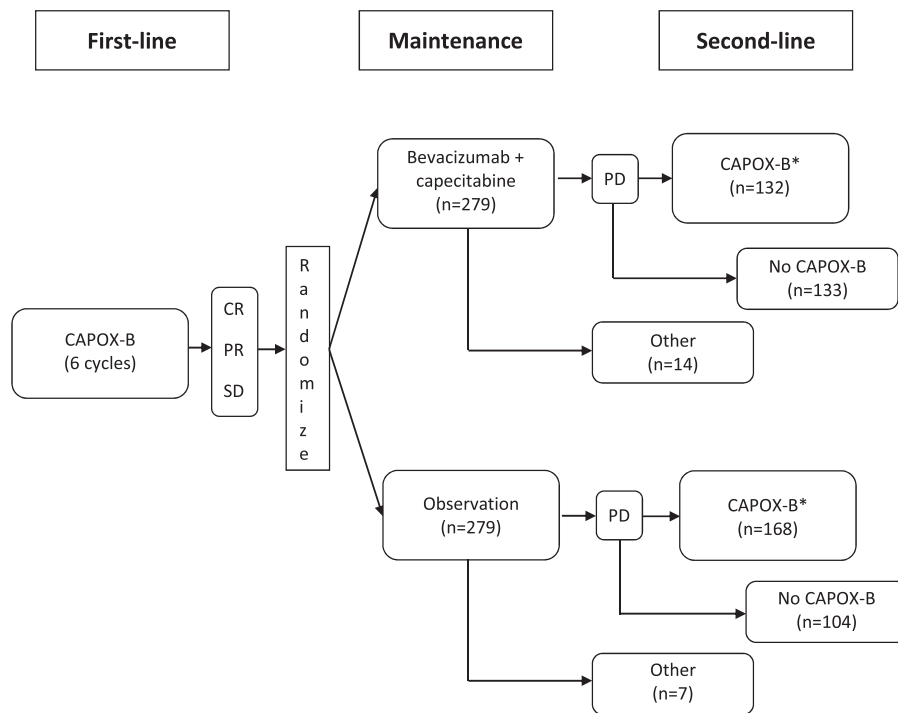 First-line
Maintenance
Second-line
Bevacizumab +
capecitabine
(n=279)
PD
CAPOX-B*
(n=132)
No CAPOX-B
(n=133)
Other
(n=14)
CAPOX-B
(6 cycles)
CR
PR
SD
Randomize
Observation
(n=279)
PD
CAPOX-B*
(n=168)
No CAPOX-B
(n=104)
Other
(n=7)